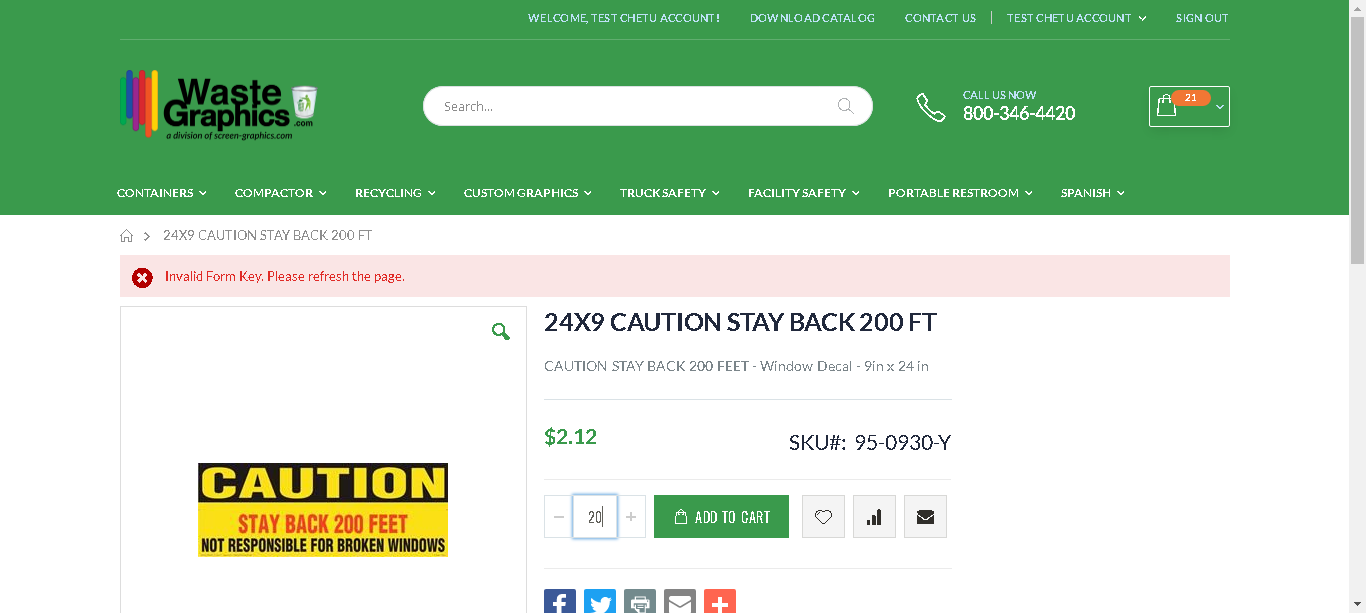 WELCOME, TEST CHETU ACCOUNT! DOWNLOAD CATALOG CONTACT US TEST CHETU ACCOUNT SIGN OUT
Waste
Graphics.com
a division of screen-graphics.com
Search...
CALL US NOW
800-346-4420
21
CONTAINERS COMPACTOR RECYCLING CUSTOM GRAPHICS TRUCK SAFETY FACILITY SAFETY PORTABLE RESTROOM SPANISH
24X9 CAUTION STAY BACK 200 FT
Invalid Form Key. Please refresh the page.
24X9 CAUTION STAY BACK 200 FT
CAUTION STAY BACK 200 FEET - Window Decal - 9in x 24 in
$2.12 SKU#: 95-0930-Y
20 ADD TO CART
CAUTION
STAY BACK 200 FEET
NOT RESPONSIBLE FOR BROKEN WINDOWS